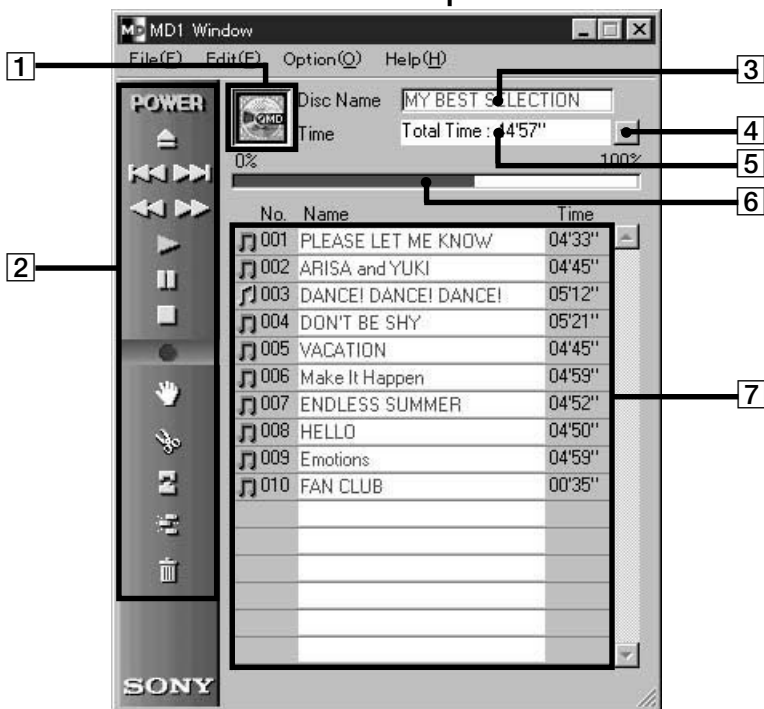 MD MD1 Window
File(F) Edit(E) Option(O) Help(H)
1
3
POWER
MD
Disc Name MY BEST SELECTION
Time Total Time : 44'57"
4
5
0% 100%
6
No. Name Time
2
001 PLEASE LET ME KNOW 04'33"
002 ARISA and YUKI 04'45"
003 DANCE! DANCE! DANCE! 05'12"
004 DON'T BE SHY 05'21"
005 VACATION 04'45"
006 Make It Happen 04'59"
007 ENDLESS SUMMER 04'52"
7
008 HELLO 04'50"
009 Emotions 04'59"
010 FAN CLUB 00'35"
SONY